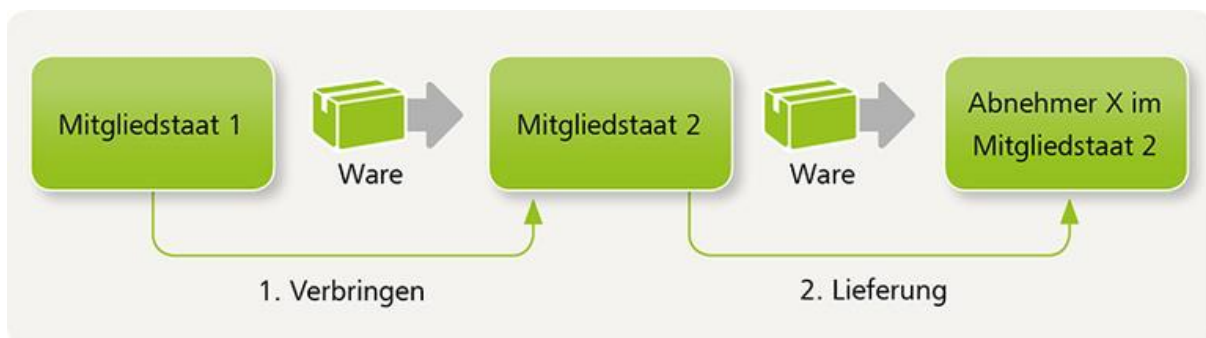 Mitgliedstaat 1
Ware
Mitgliedstaat 2
Ware
Abnehmer X im
Mitgliedstaat 2
1. Verbringen
2. Lieferung